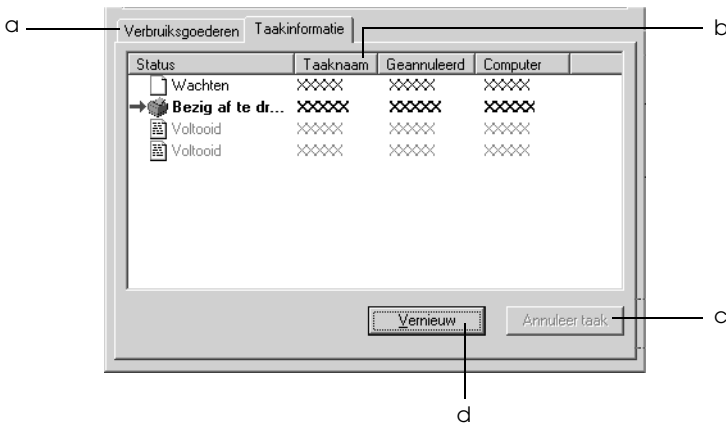 a
Verbruiksgoederen Taakinformatie
b
Status Taaknaam Geannuleerd Computer
Wachten XXXXX XXXXX XXXXX
Bezig af te dr... XXXXX XXXXX XXXXX
Voltooid XXXXX XXXXX XXXXX
Voltooid XXXXX XXXXX XXXXX
Vernieuw Annuleer taak
c
d